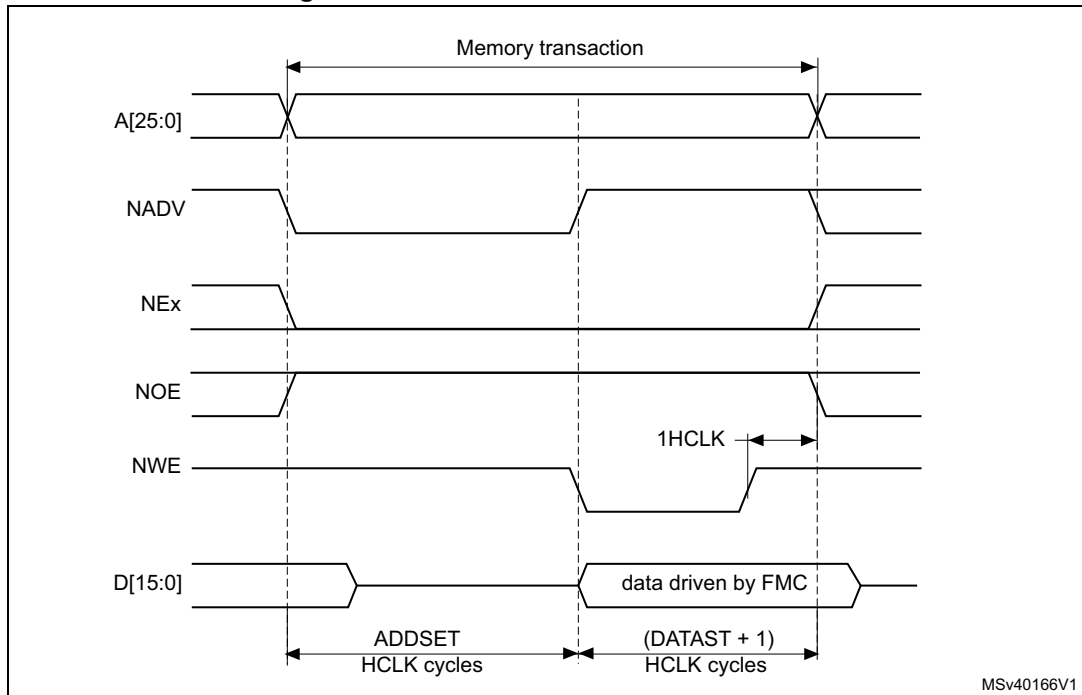 Memory transaction
A[25:0]
NADV
NEx
NOE
1HCLK
NWE
D[15:0]
data driven by FMC
ADDSET
HCLK cycles
(DATAST + 1)
HCLK cycles
MSv40166V1